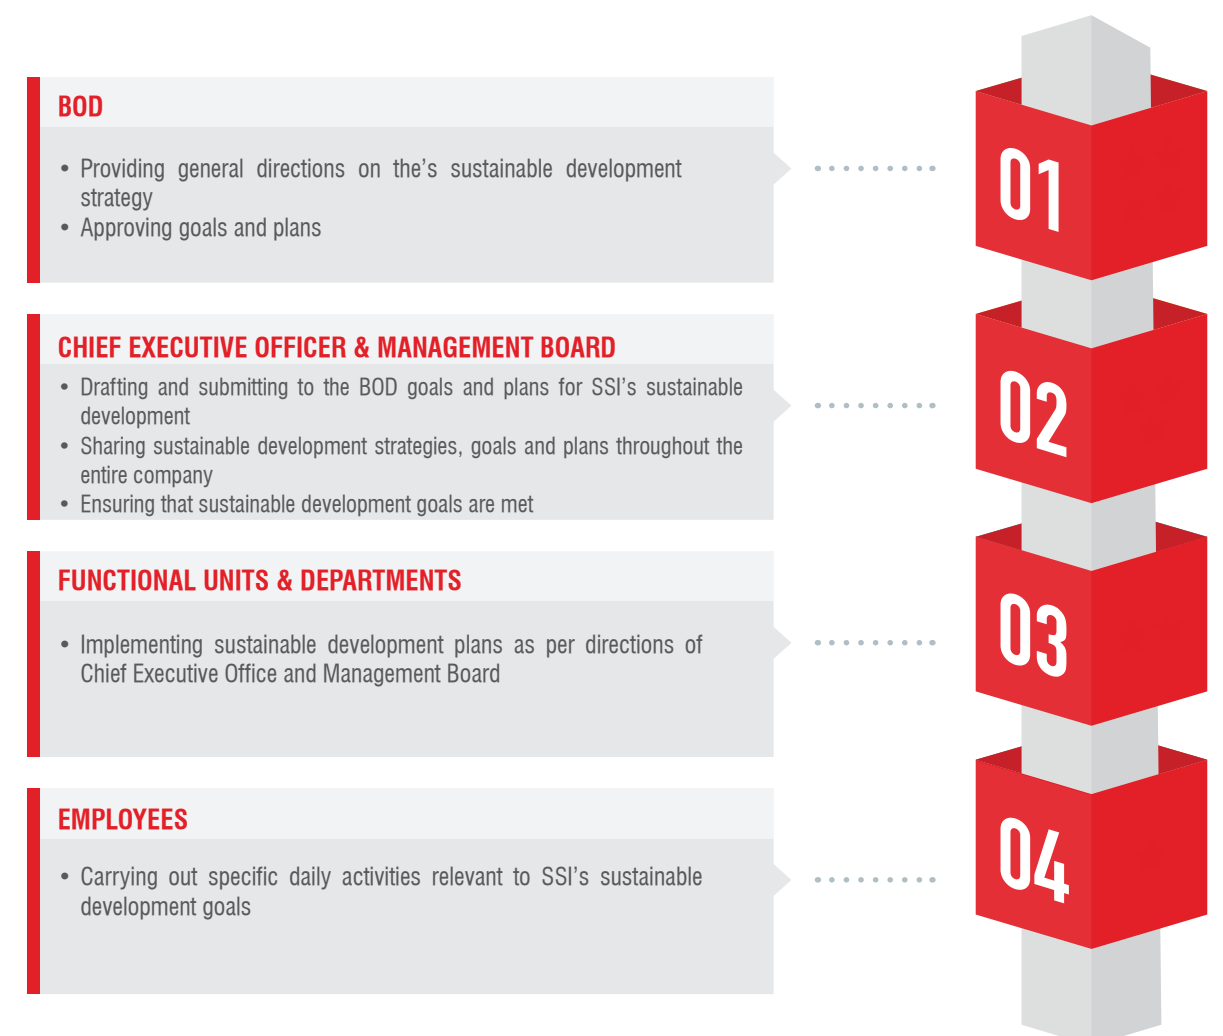 BOD
• Providing general directions on the’s sustainable development
strategy
• Approving goals and plans
01
CHIEF EXECUTIVE OFFICER & MANAGEMENT BOARD
• Drafting and submitting to the BOD goals and plans for SSI’s sustainable
development
• Sharing sustainable development strategies, goals and plans throughout the
entire company
• Ensuring that sustainable development goals are met
02
FUNCTIONAL UNITS & DEPARTMENTS
• Implementing sustainable development plans as per directions of
Chief Executive Office and Management Board
03
EMPLOYEES
• Carrying out specific daily activities relevant to SSI’s sustainable
development goals
04